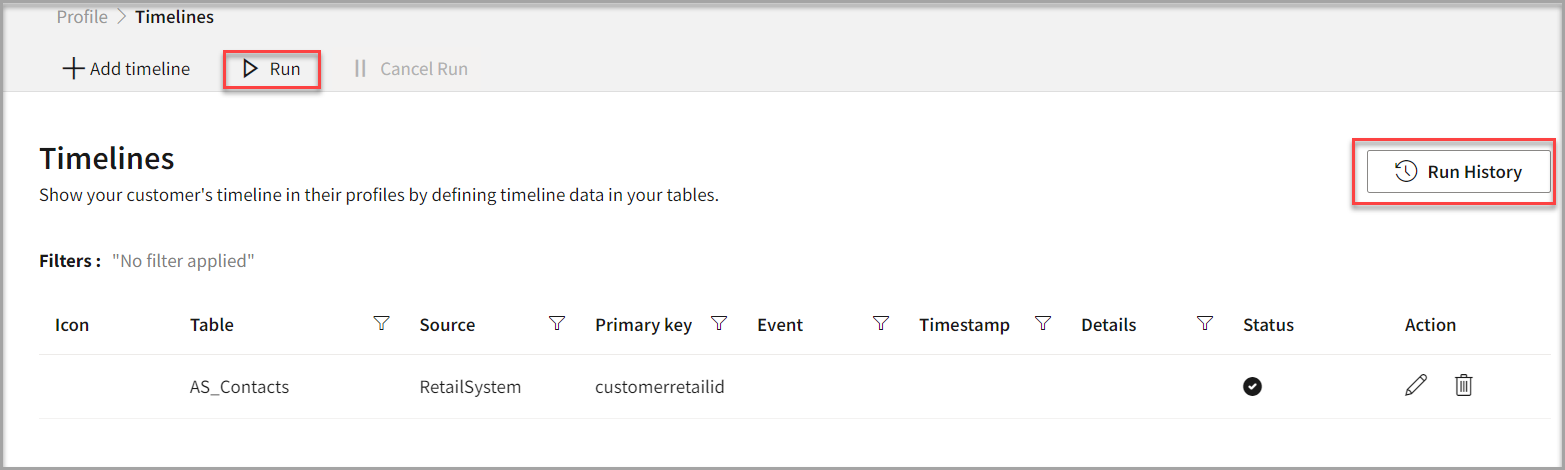 Profile > Timelines
Add timeline Run Cancel Run
Timelines
Run History
Show your customer's timeline in their profiles by defining timeline data in your tables.
Filters : "No filter applied"
Icon Table Source Primary key Event Timestamp Details Status Action
AS_Contacts RetailSystem customerretailid